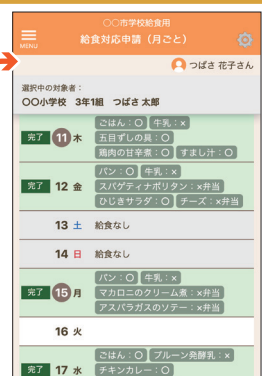 〇〇市学校給食用
給食対応申請（月ごと）
MENU
つばさ 花子さん
選択中の対象者：
〇〇小学校 3年1組 つばさ 太郎
完了 11 木 ごはん：〇 牛乳：×
五目ずしの具：〇
鶏肉の甘辛煮：〇 すまし汁：〇
完了 12 金 パン：〇 牛乳：×
スパゲティナポリタン：×弁当
ひじきサラダ：〇 チーズ：×弁当
13 土 給食なし
14 日 給食なし
完了 15 月 パン：〇 牛乳：×
マカロニのクリーム煮：×弁当
アスパラガスのソテー：×弁当
16 火
完了 17 水 ごはん：〇 プルーン発酵乳：×
チキンカレー：〇